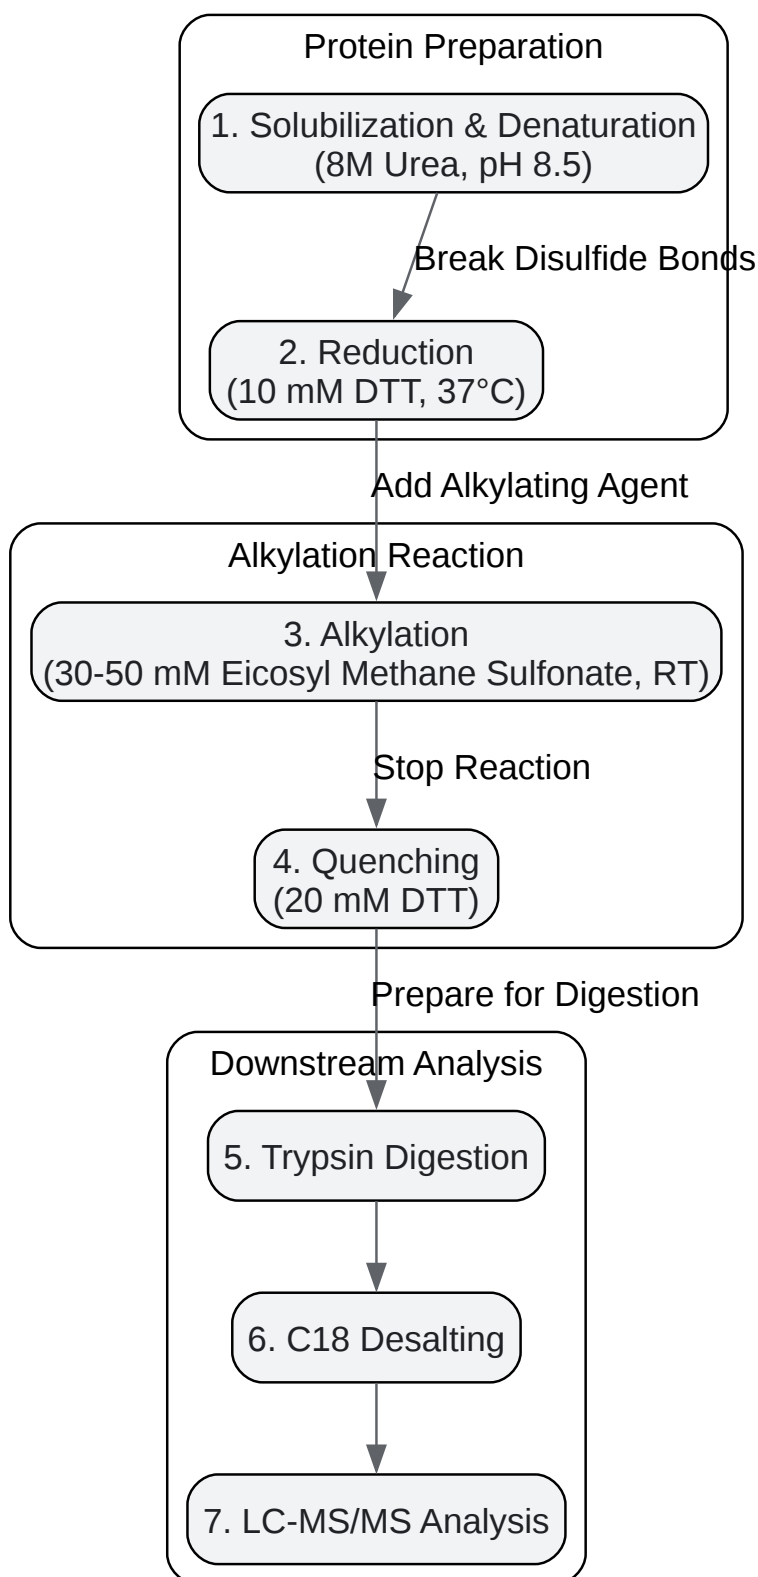 Protein Preparation
1. Solubilization & Denaturation
(8M Urea, pH 8.5)
Break Disulfide Bonds
2. Reduction
(10 mM DTT, 37°C)
Add Alkylating Agent
Alkylation Reaction
3. Alkylation
(30-50 mM Eicosyl Methane Sulfonate, RT)
Stop Reaction
4. Quenching
(20 mM DTT)
Prepare for Digestion
Downstream Analysis
5. Trypsin Digestion
6. C18 Desalting
7. LC-MS/MS Analysis